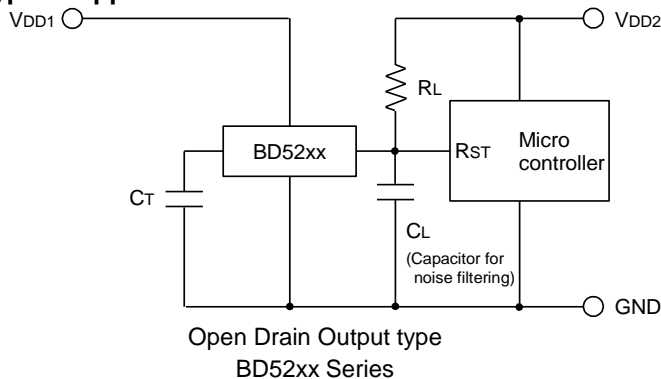 VDD1
VDD2
RL
BD52xx
RST
Micro
controller
CT
CL
(Capacitor for
noise filtering)
GND
Open Drain Output type
BD52xx Series